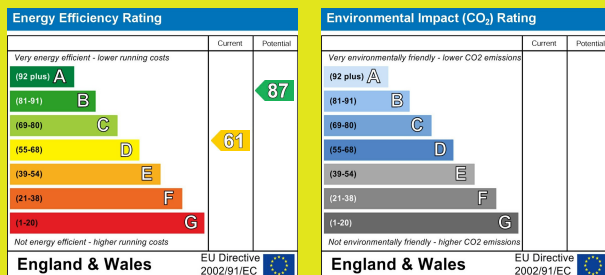 Energy Efficiency Rating
Current Potential
Very energy efficient - lower running costs
(92 plus) A
(81-91) B
(69-80) C
(55-68) D
(39-54) E
(21-38) F
(1-20) G
61
87
Not energy efficient - higher running costs
England & Wales
EU Directive
2002/91/EC
Environmental Impact (CO2) Rating
Current Potential
Very environmentally friendly - lower CO2 emissions
(92 plus) A
(81-91) B
(69-80) C
(55-68) D
(39-54) E
(21-38) F
(1-20) G
Not environmentally friendly - higher CO2 emissions
England & Wales
EU Directive
2002/91/EC